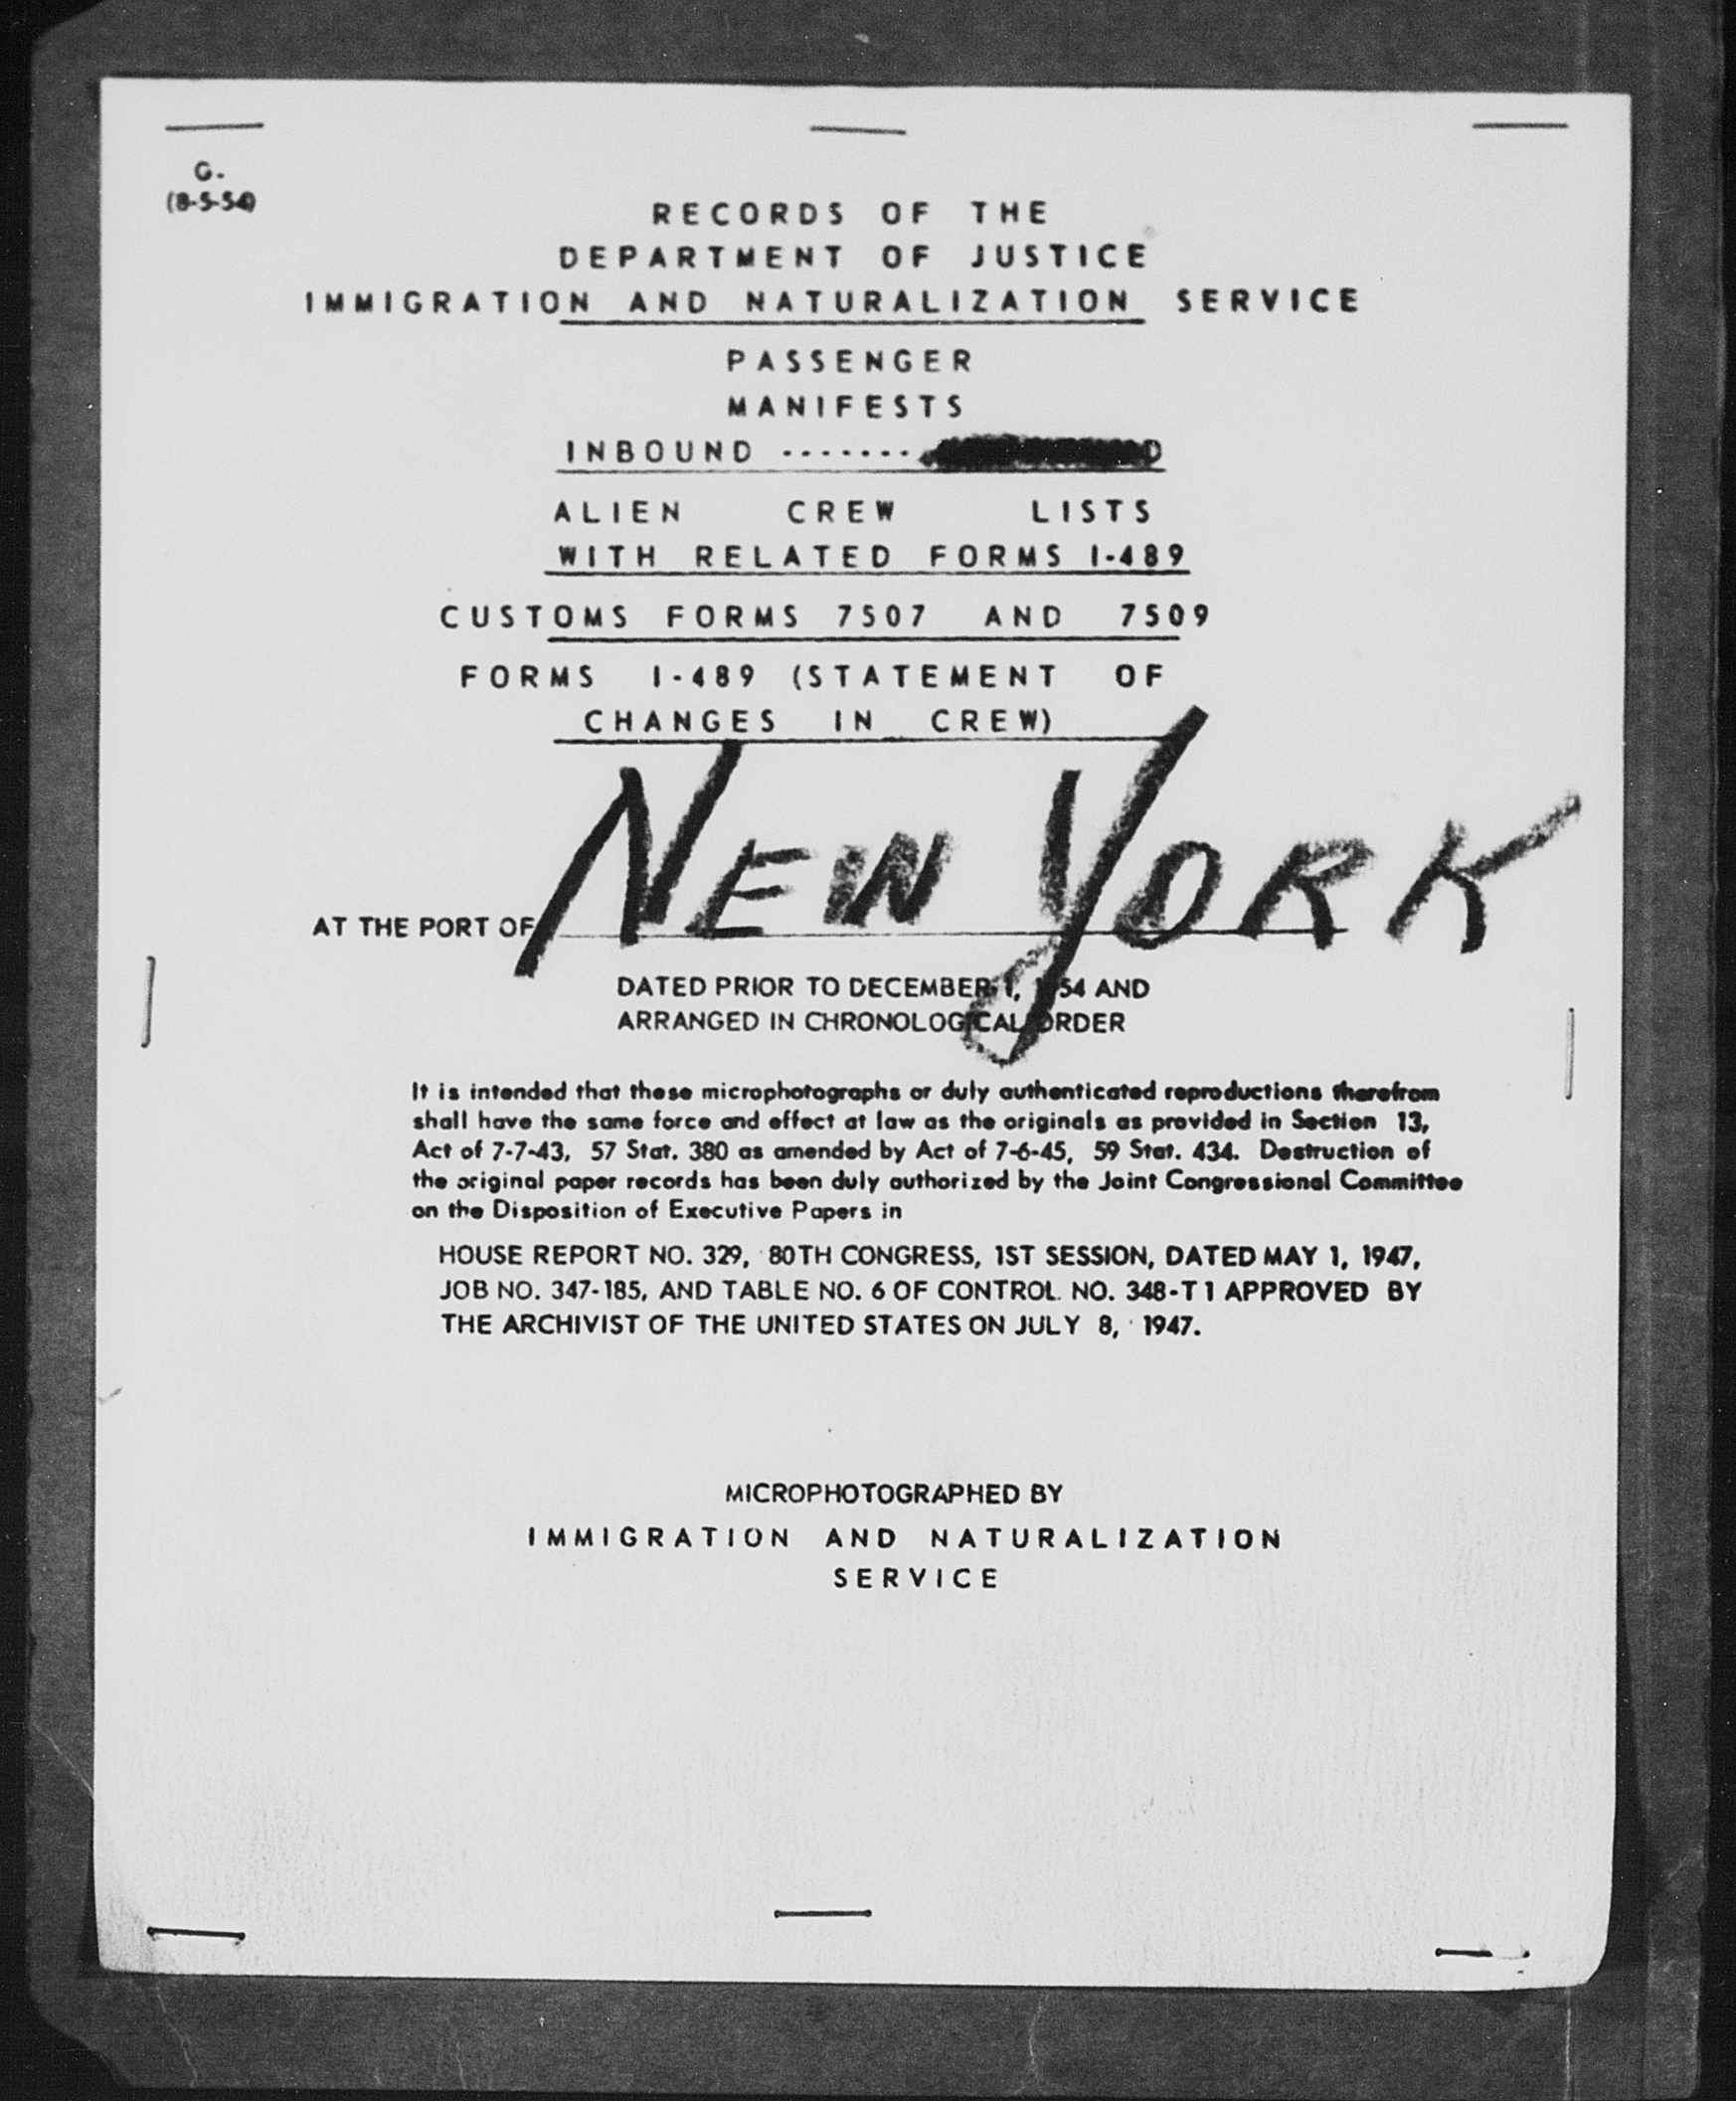 G.
(8-5-54)
RECORDS OF THE
DEPARTMENT OF JUSTICE
IMMIGRATION AND NATURALIZATION SERVICE
PASSENGER
MANIFESTS
INBOUND ·······
ALIEN CREW LISTS
WITH RELATED FORMS I-489
CUSTOMS FORMS 7507 AND 7509
FORMS I-489 (STATEMENT OF
CHANGES IN CREW)
AT THE PORT OF NEW YORK
DATED PRIOR TO DECEMBER 1, 1954 AND
ARRANGED IN CHRONOLOGICAL ORDER
It is intended that these microphotographs or duly authenticated reproductions therefrom
shall have the same force and effect at law as the originals as provided in Section 13,
Act of 7-7-43, 57 Stat. 380 as amended by Act of 7-6-45, 59 Stat. 434. Destruction of
the original paper records has been duly authorized by the Joint Congressional Committee
on the Disposition of Executive Papers in
HOUSE REPORT NO. 329, 80TH CONGRESS, 1ST SESSION, DATED MAY 1, 1947,
JOB NO. 347-185, AND TABLE NO. 6 OF CONTROL NO. 348-T1 APPROVED BY
THE ARCHIVIST OF THE UNITED STATES ON JULY 8, 1947.
MICROPHOTOGRAPHED BY
IMMIGRATION AND NATURALIZATION
SERVICE